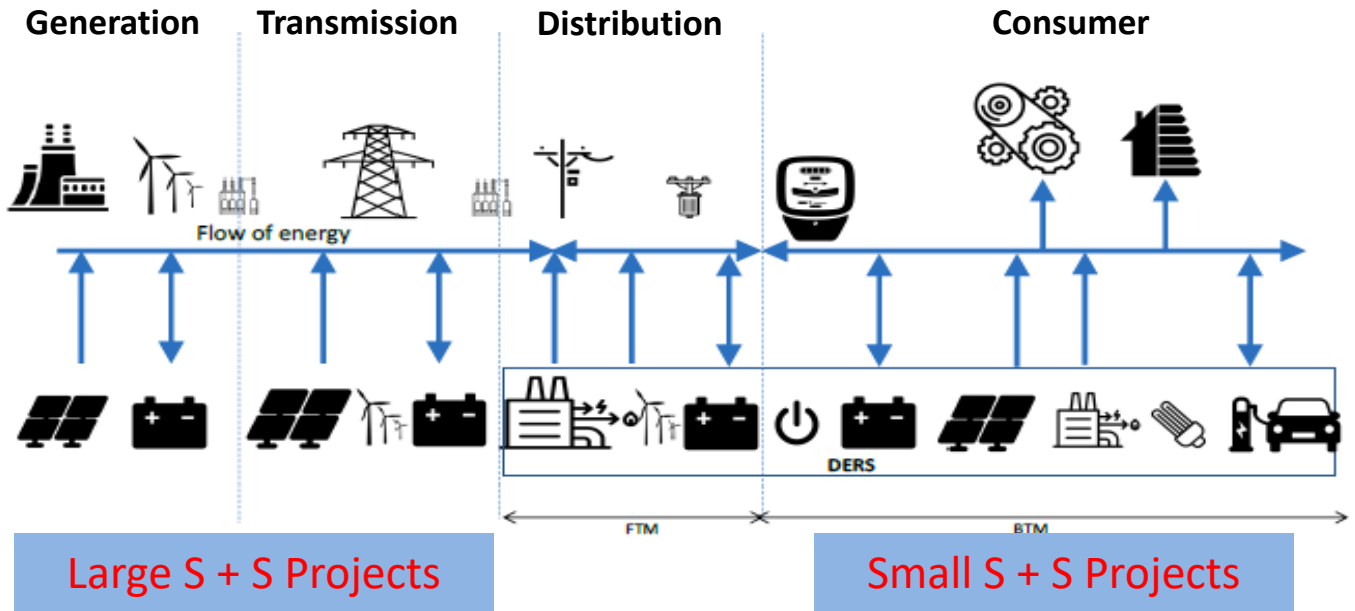 Generation
Transmission
Distribution
Consumer
Flow of energy
DERS
FTM
BTM
Large S + S Projects
Small S + S Projects